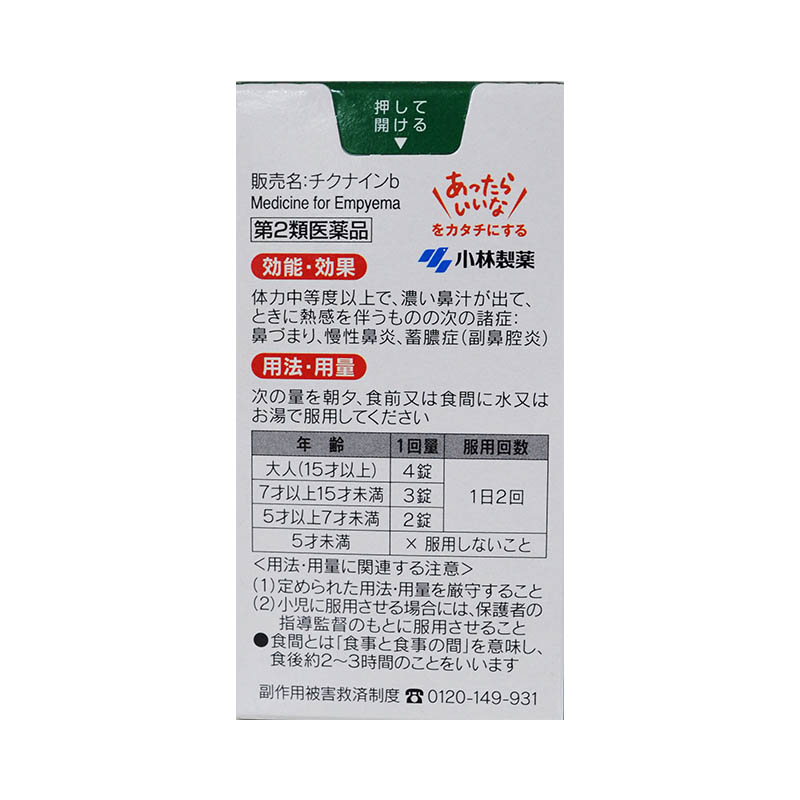 押して
開ける
▼
販売名:チクナインb
Medicine for Empyema
第2類医薬品
あったら
いいな
をカタチにする
小林製薬
効能・効果
体力中等度以上で、濃い鼻汁が出て、
ときに熱感を伴うものの次の諸症:
鼻づまり、慢性鼻炎、蓄膿症(副鼻腔炎)
用法・用量
次の量を朝夕、食前又は食間に水又は
お湯で服用してください
年齢 1回量 服用回数
大人(15才以上) 4錠 1日2回
7才以上15才未満 3錠
5才以上7才未満 2錠
5才未満 × 服用しないこと
<用法・用量に関連する注意>
(1)定められた用法・用量を厳守すること
(2)小児に服用させる場合には、保護者の
指導監督のもとに服用させること
●食間とは「食事と食事の間」を意味し、
食後約2~3時間のことをいいます
副作用被害救済制度 ☎ 0120-149-931